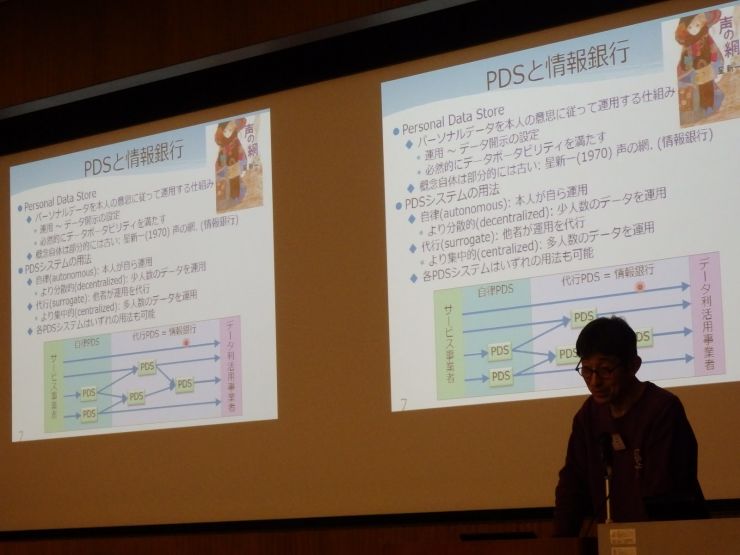 PDSと情報銀行
声の網
Personal Data Store
パーソナルデータを本人の意思に従って運用する仕組み
運用 ~ データ開示の設定
必然的にデータポータビリティを満たす
概念自体は部分的には古い: 星新一(1970) 声の網. (情報銀行)
PDSシステムの用法
自律(autonomous): 本人が自ら運用
より分散的(decentralized): 少人数のデータを運用
代行(surrogate): 他者が運用を代行
より集中的(centralized): 多人数のデータを運用
各PDSシステムはいずれの用法も可能
サービス事業者
自律PDS
代行PDS = 情報銀行
データ利活用事業者
PDS
PDS
PDS
PDS
PDS
7
PDSと情報銀行
声の網
星新一
Personal Data Store
パーソナルデータを本人の意思に従って運用する仕組み
運用 ~ データ開示の設定
必然的にデータポータビリティを満たす
概念自体は部分的には古い: 星新一(1970) 声の網. (情報銀行)
PDSシステムの用法
自律(autonomous): 本人が自ら運用
より分散的(decentralized): 少人数のデータを運用
代行(surrogate): 他者が運用を代行
より集中的(centralized): 多人数のデータを運用
各PDSシステムはいずれの用法も可能
サービス事業者
自律PDS
代行PDS = 情報銀行
データ利活用事業者
PDS
PDS
PDS
PDS
PDS
7